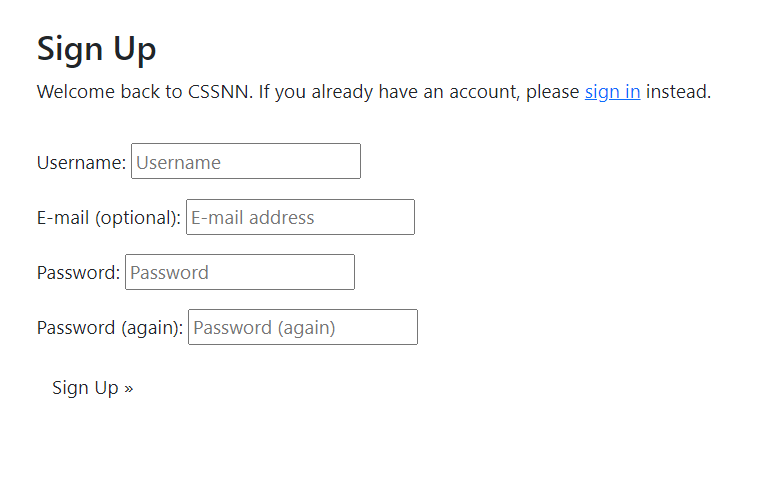 Sign Up
Welcome back to CSSNN. If you already have an account, please sign in instead.
Username: Username
E-mail (optional): E-mail address
Password: Password
Password (again): Password (again)
Sign Up »